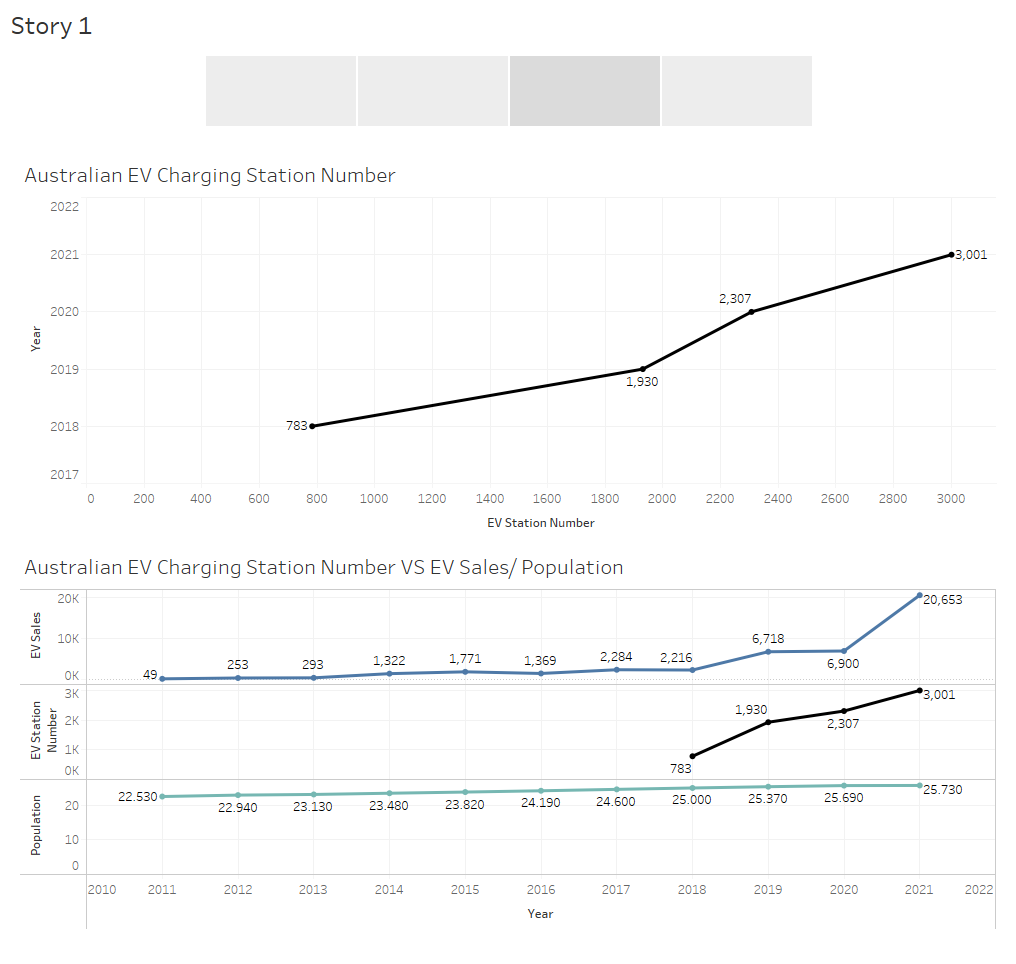 Story 1
Australian EV Charging Station Number
2022
2021
2020
2019
2018
2017
Year
3,001
2,307
1,930
783
0 200 400 600 800 1000 1200 1400 1600 1800 2000 2200 2400 2600 2800 3000
EV Station Number
Australian EV Charging Station Number VS EV Sales/ Population
EV Sales
20K
10K
0K
49 253 293 1,322 1,771 1,369 2,284 2,216 6,718 6,900 20,653
EV Station
Number
3K
2K
1K
0K
783 1,930 2,307 3,001
Population
20
10
0
22.530 22.940 23.130 23.480 23.820 24.190 24.600 25.000 25.370 25.690 25.730
2010 2011 2012 2013 2014 2015 2016 2017 2018 2019 2020 2021 2022
Year